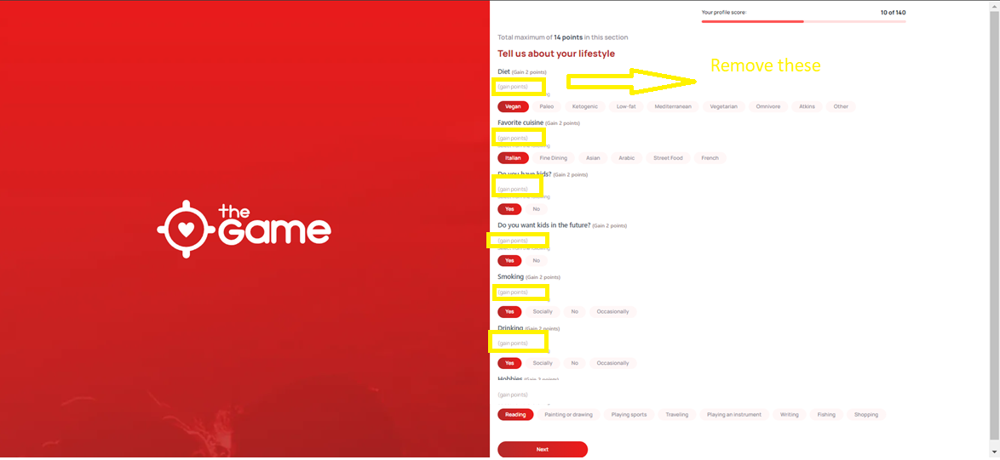 Your profile score:
10 of 140
Total maximum of 14 points in this section
Remove these
Tell us about your lifestyle
Diet (Gain 2 points)
(gain points)
Vegan Paleo Ketogenic Low-fat Mediterranean Vegetarian Omnivore Atkins Other
Favorite cuisine (Gain 2 points)
(gain points)
Italian Fine Dining Asian Arabic Street Food French
Do you have kids? (Gain 2 points)
(gain points)
Yes No
the
Game
Do you want kids in the future? (Gain 2 points)
(gain points)
Yes No
Smoking (Gain 2 points)
(gain points)
Yes Socially No Occasionally
Drinking (Gain 2 points)
(gain points)
Yes Socially No Occasionally
Hobbies (Gain 2 points)
(gain points)
Reading Painting or drawing Playing sports Traveling Playing an instrument Writing Fishing Shopping
Next